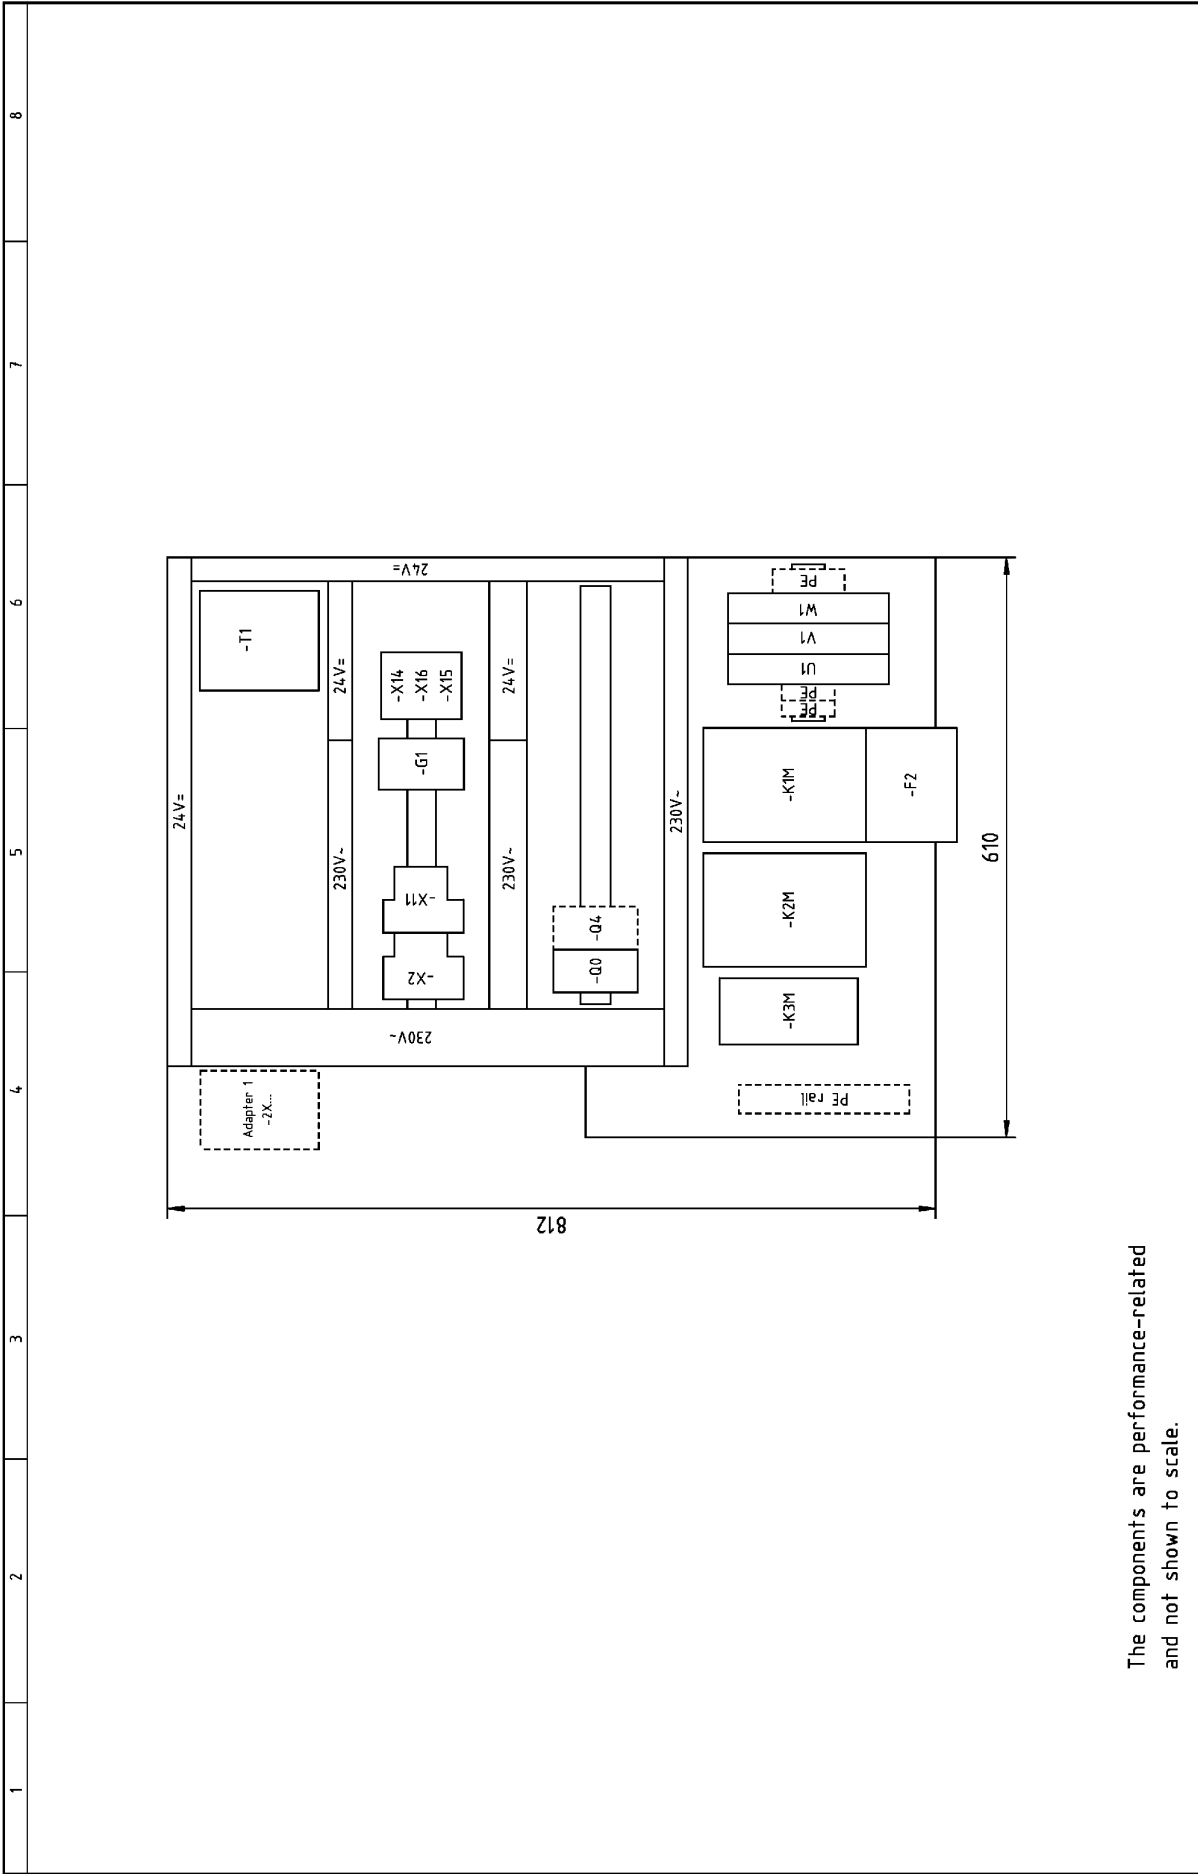 1
2
3
4
5
6
7
8
24V=
Adapter 1
-2X...
-T1
230V~
24V=
230V~
24V=
-X2
-X11
-G1
-X14
-X16
-X15
230V~
24V=
-Q0
-Q4
230V~
PE rail
-K3M
-K2M
-K1M
-F2
PE
PE
U1
V1
W1
PE
610
812
The components are performance-related
and not shown to scale.